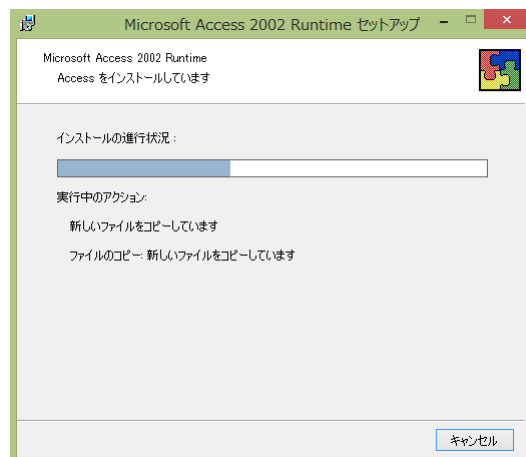 Microsoft Access 2002 Runtime セットアップ
Microsoft Access 2002 Runtime
Access をインストールしています
インストールの進行状況 :
実行中のアクション:
新しいファイルをコピーしています
ファイルのコピー: 新しいファイルをコピーしています
キャンセル